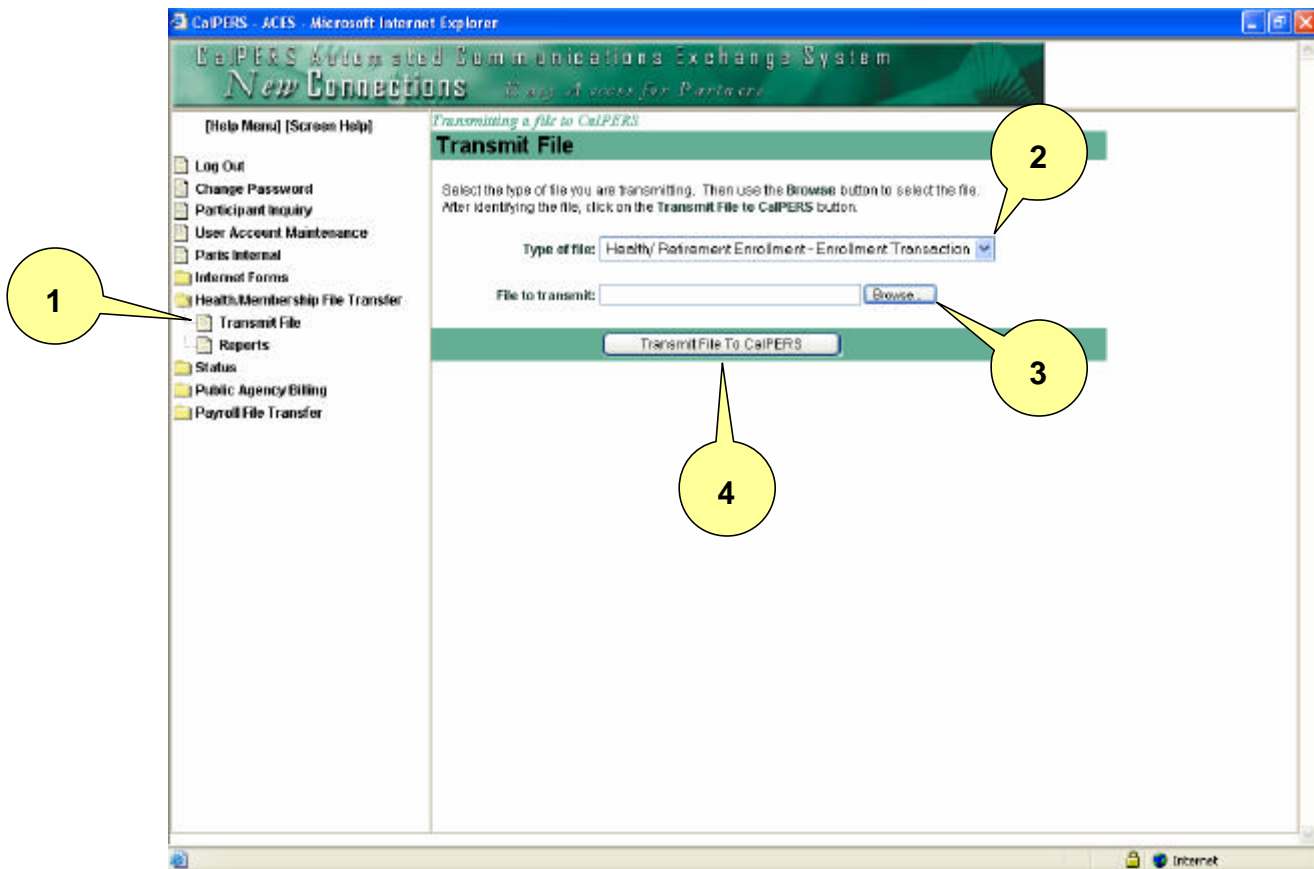 CalPERS - ACES - Microsoft Internet Explorer
CalPERS Automated Communications Exchange System
New Connections Easy Access for Partners
[Help Menu] [Screen Help]
Log Out
Change Password
Participant Inquiry
User Account Maintenance
Paris Internal
Internet Forms
Health/Membership File Transfer
Transmit File
Reports
Status
Public Agency Billing
Payroll File Transfer
1
Transmitting a file to CalPERS
Transmit File
Select the type of file you are transmitting. Then use the Browse button to select the file.
After identifying the file, click on the Transmit File to CalPERS button.
Type of file: Health/ Retirement Enrollment - Enrollment Transaction
2
File to transmit: Browse...
3
Transmit File To CalPERS
4
Internet